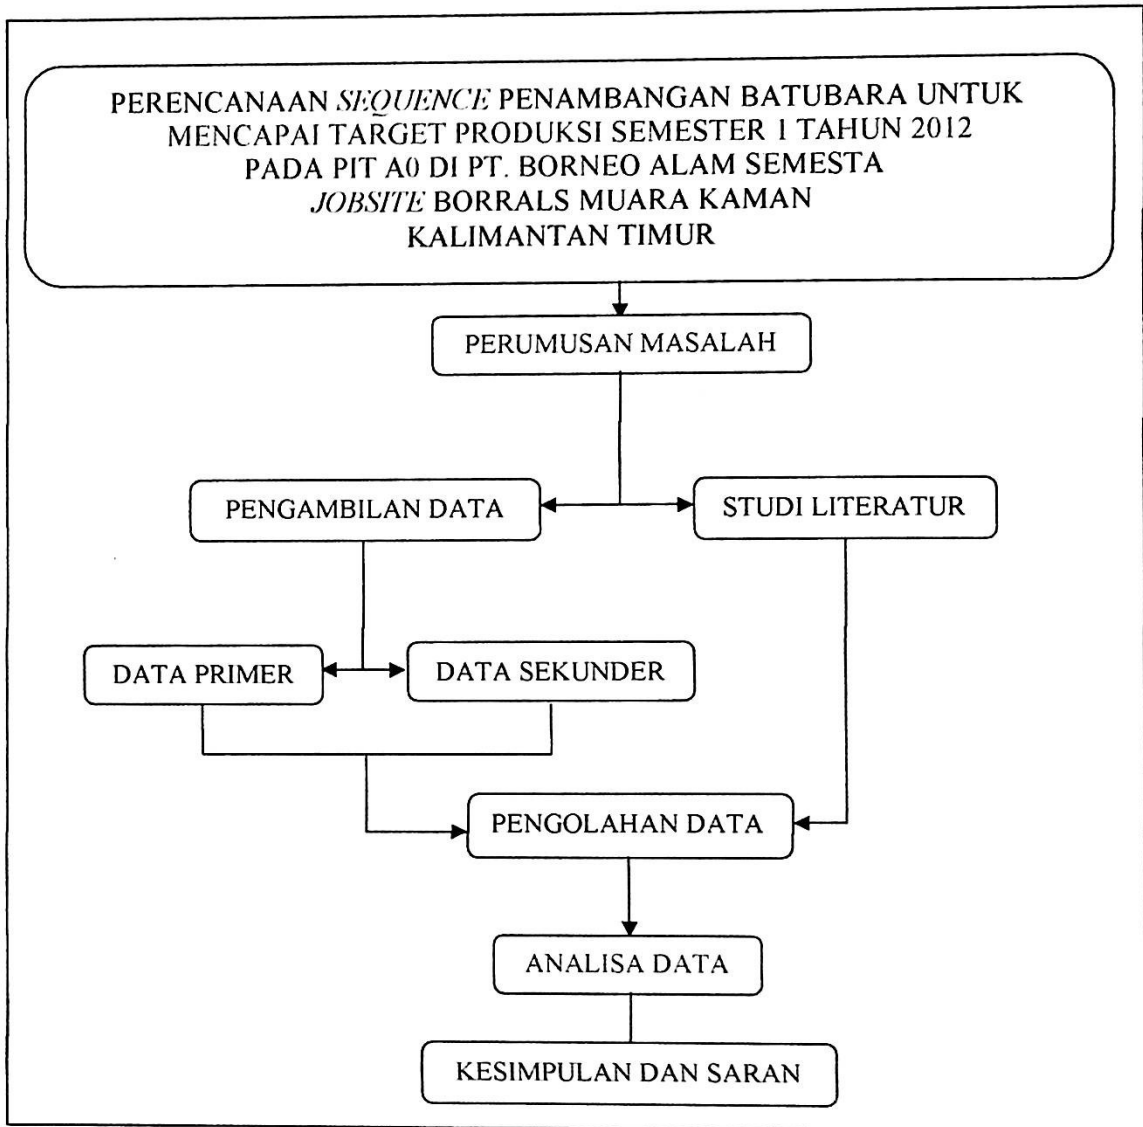 PERENCANAAN SEQUENCE PENAMBANGAN BATUBARA UNTUK
MENCAPAI TARGET PRODUKSI SEMESTER 1 TAHUN 2012
PADA PIT A0 DI PT. BORNEO ALAM SEMESTA
JOBSITE BORRALS MUARA KAMAN
KALIMANTAN TIMUR
PERUMUSAN MASALAH
PENGAMBILAN DATA
STUDI LITERATUR
DATA PRIMER
DATA SEKUNDER
PENGOLAHAN DATA
ANALISA DATA
KESIMPULAN DAN SARAN